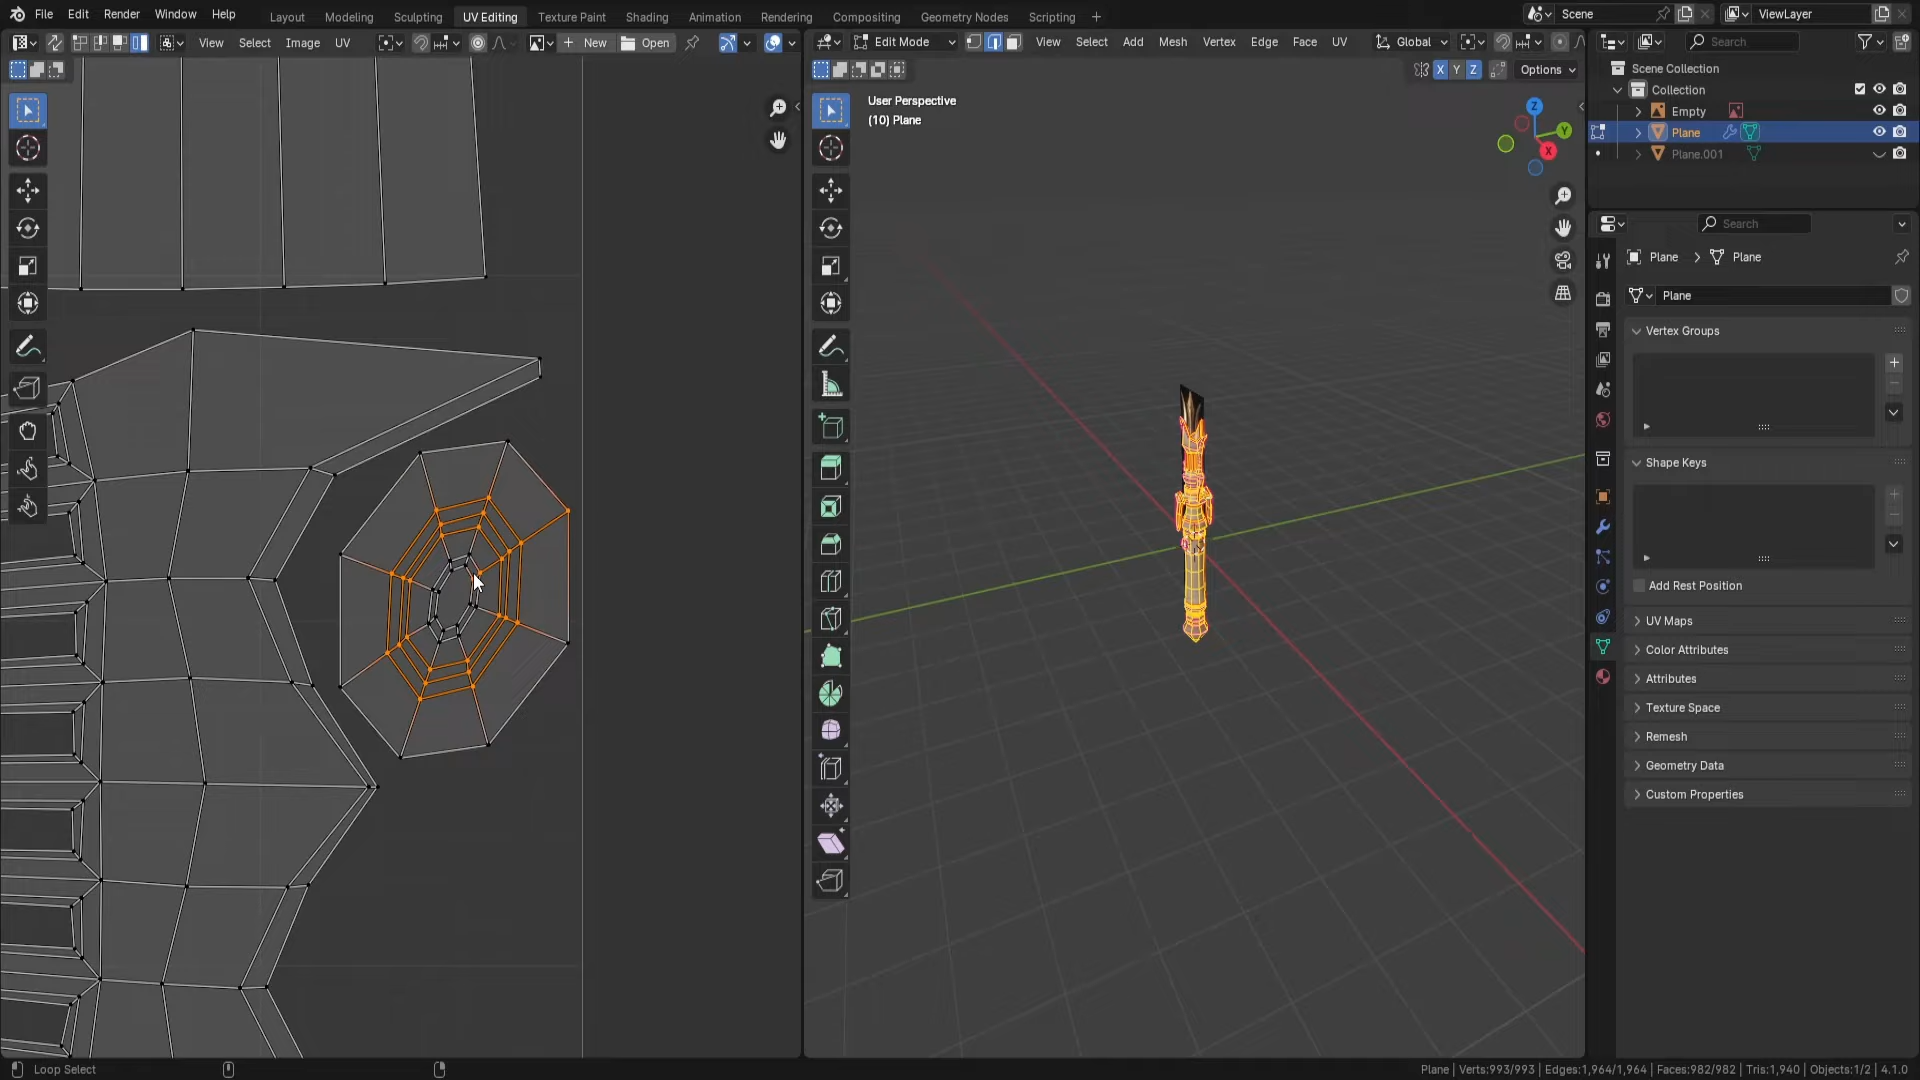 File Edit Render Window Help Layout Modeling Sculpting UV Editing Texture Paint Shading Animation Rendering Compositing Geometry Nodes Scripting + Scene ViewLayer
View Select Image UV New Open Edit Mode View Select Add Mesh Vertex Edge Face UV Global Search
X Y Z Options
Scene Collection
Collection
Empty
Plane
Plane.001
User Perspective
(10) Plane
Z
Y
X
Search
Plane > Plane
Plane
Vertex Groups
Shape Keys
Add Rest Position
UV Maps
Color Attributes
Attributes
Texture Space
Remesh
Geometry Data
Custom Properties
Loop Select
Plane | Verts:993/993 | Edges:1,964/1,964 | Faces:982/982 | Tris:1,940 | Objects:1/2 | 4.1.0